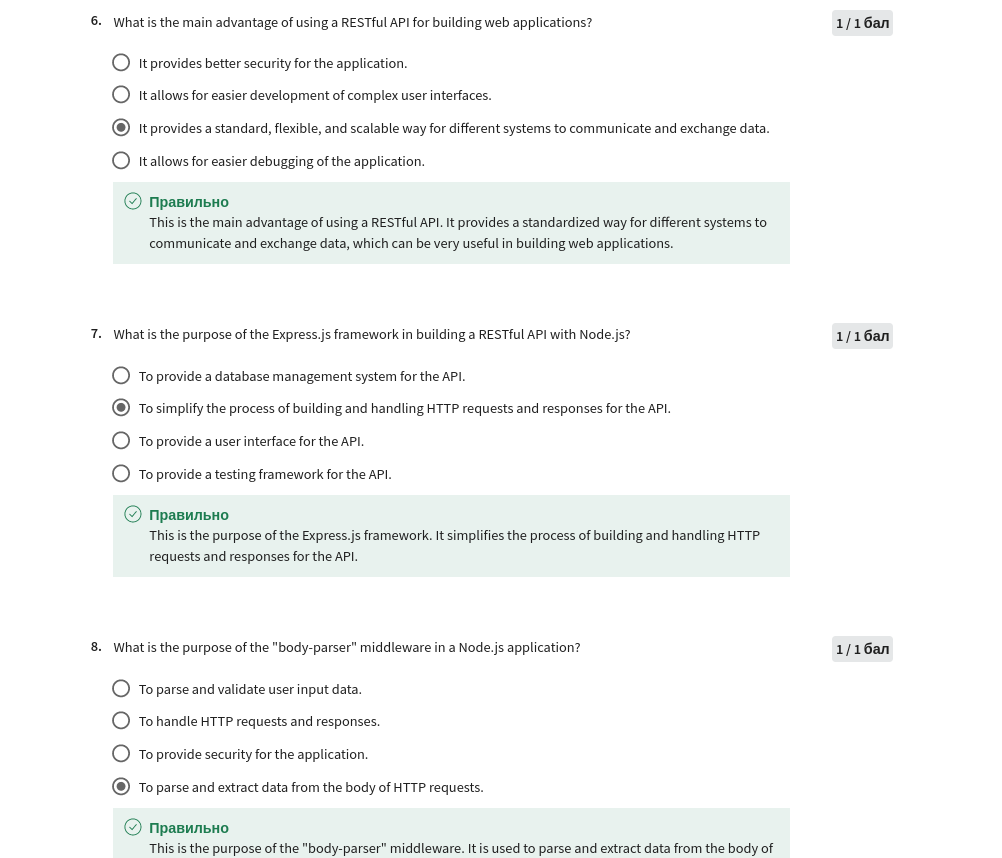 6. What is the main advantage of using a RESTful API for building web applications? 1 / 1 бал
It provides better security for the application.
It allows for easier development of complex user interfaces.
It provides a standard, flexible, and scalable way for different systems to communicate and exchange data.
It allows for easier debugging of the application.
Правильно
This is the main advantage of using a RESTful API. It provides a standardized way for different systems to
communicate and exchange data, which can be very useful in building web applications.
7. What is the purpose of the Express.js framework in building a RESTful API with Node.js? 1 / 1 бал
To provide a database management system for the API.
To simplify the process of building and handling HTTP requests and responses for the API.
To provide a user interface for the API.
To provide a testing framework for the API.
Правильно
This is the purpose of the Express.js framework. It simplifies the process of building and handling HTTP
requests and responses for the API.
8. What is the purpose of the "body-parser" middleware in a Node.js application? 1 / 1 бал
To parse and validate user input data.
To handle HTTP requests and responses.
To provide security for the application.
To parse and extract data from the body of HTTP requests.
Правильно
This is the purpose of the "body-parser" middleware. It is used to parse and extract data from the body of